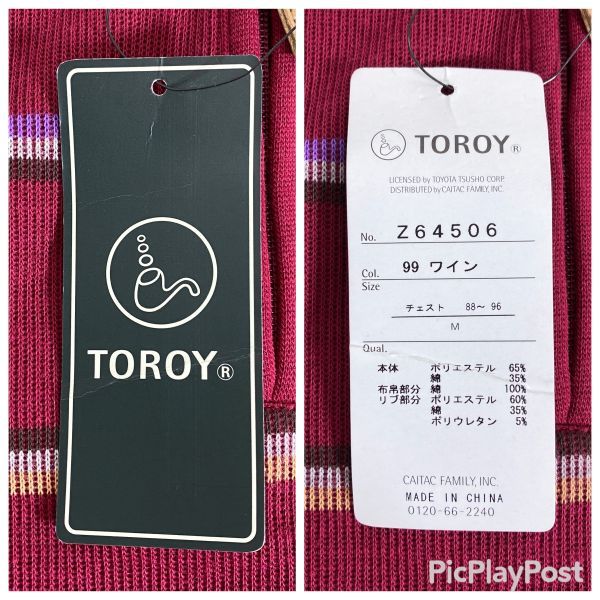 TOROY®
TOROY®
LICENSED by TOYOTA TSUSHO CORP.
DISTRIBUTED by CAITAC FAMILY, INC.
No. Z64506
Col. 99 ワイン
Size
チェスト 88〜 96
M
Qual.
本体 ポリエステル 65%
綿 35%
布帛部分 綿 100%
リブ部分 ポリエステル 60%
綿 35%
ポリウレタン 5%
CAITAC FAMILY, INC.
MADE IN CHINA
0120-66-2240
PicPlayPost